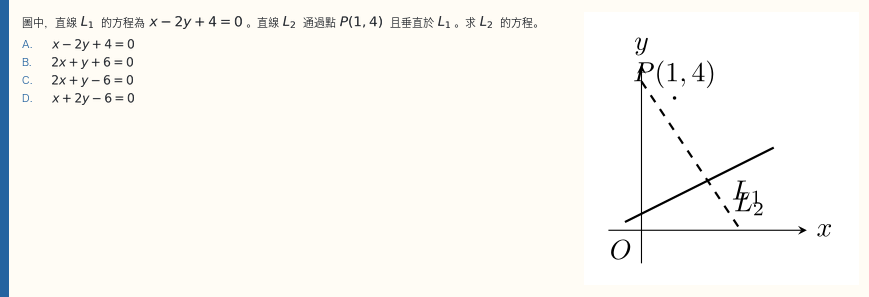 圖中，直線 L₁ 的方程為 x − 2y + 4 = 0 。直線 L₂ 通過點 P(1, 4) 且垂直於 L₁ 。求 L₂ 的方程。
A. x − 2y + 4 = 0
B. 2x + y + 6 = 0
C. 2x + y − 6 = 0
D. x + 2y − 6 = 0
y
P(1, 4)
L₁
L₂
x
O